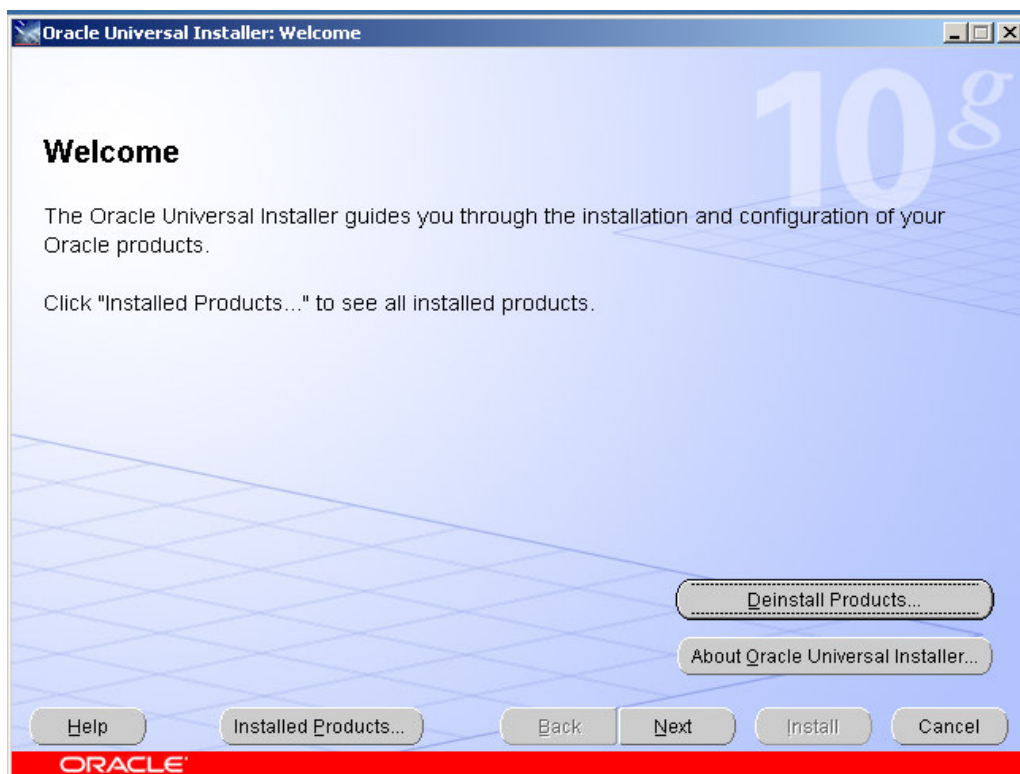 Oracle Universal Installer: Welcome
10g
Welcome
The Oracle Universal Installer guides you through the installation and configuration of your
Oracle products.
Click "Installed Products..." to see all installed products.
Deinstall Products...
About Oracle Universal Installer...
Help
Installed Products...
Back
Next
Install
Cancel
ORACLE